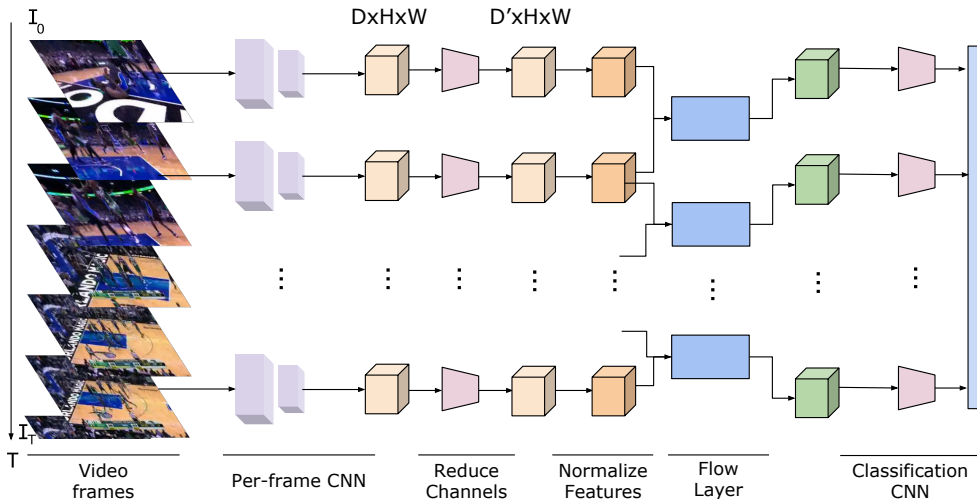 I0
DxHxW
D’xHxW
IT
T
Video
frames
Per-frame CNN
Reduce
Channels
Normalize
Features
Flow
Layer
Classification
CNN